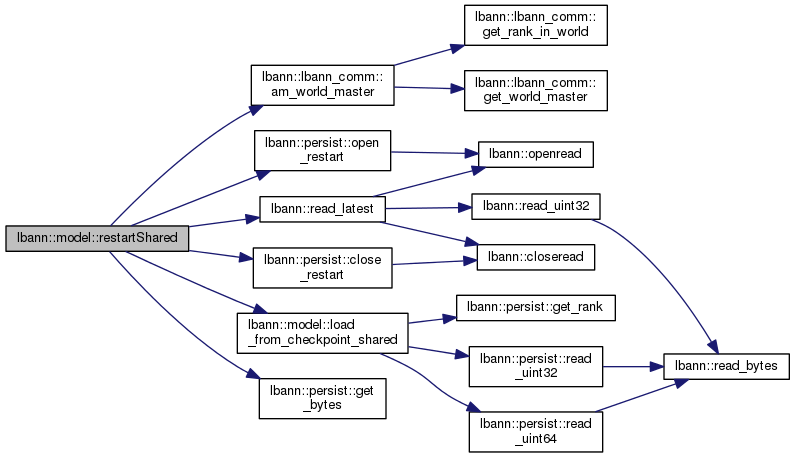 lbann::model::restartShared
lbann::lbann_comm::
am_world_master
lbann::persist::open
_restart
lbann::read_latest
lbann::persist::close
_restart
lbann::model::load
_from_checkpoint_shared
lbann::persist::get
_bytes
lbann::lbann_comm::
get_rank_in_world
lbann::lbann_comm::
get_world_master
lbann::openread
lbann::read_uint32
lbann::closeread
lbann::persist::get_rank
lbann::persist::read
_uint32
lbann::persist::read
_uint64
lbann::read_bytes